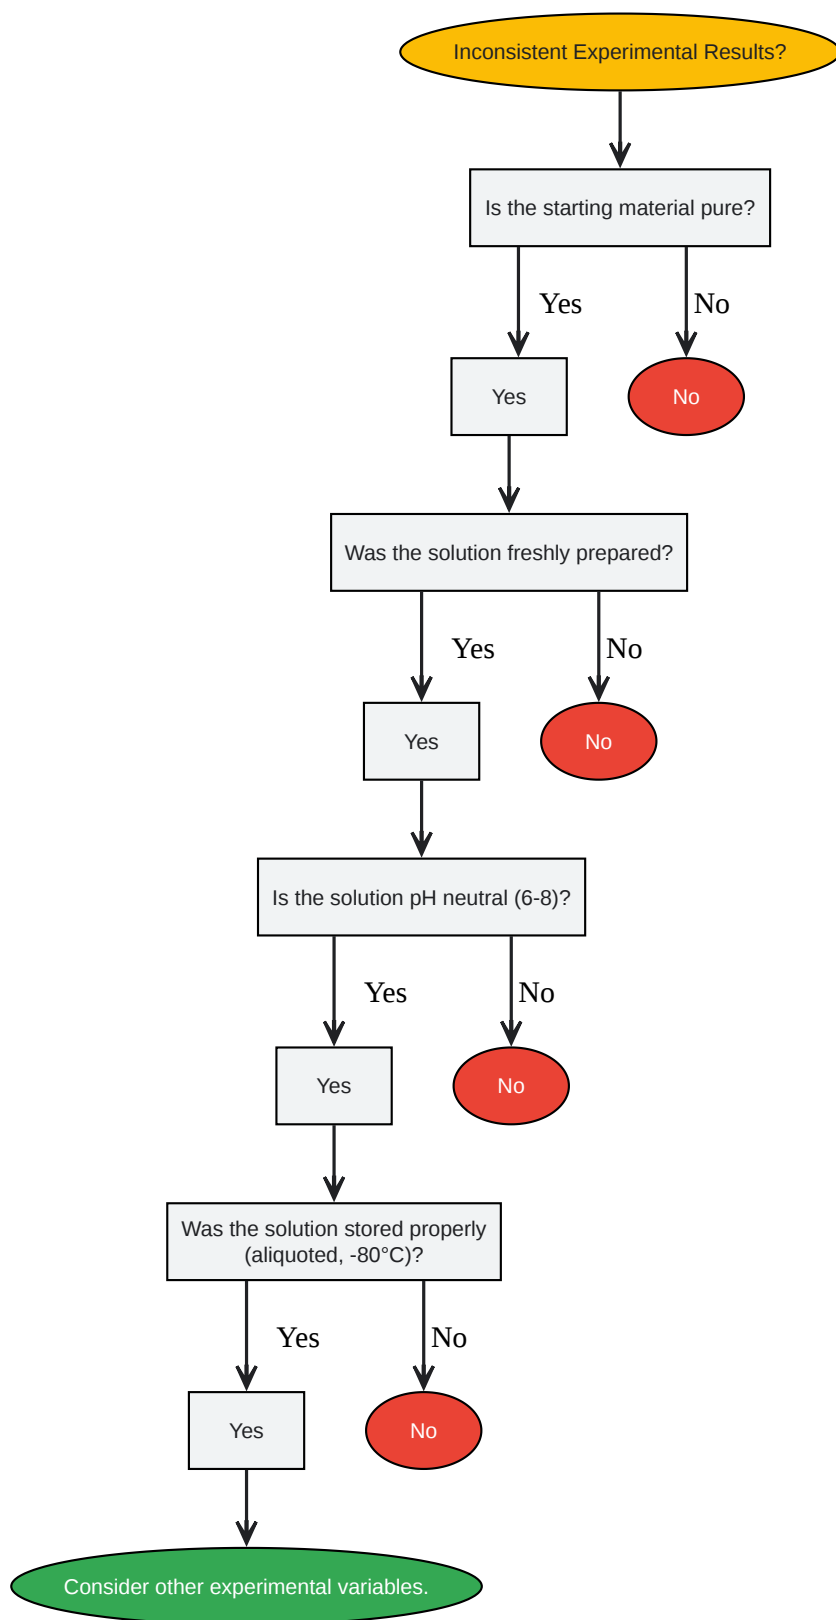 Inconsistent Experimental Results?
Is the starting material pure?
Yes
No
Yes
No
Was the solution freshly prepared?
Yes
No
Yes
No
Is the solution pH neutral (6-8)?
Yes
No
Yes
No
Was the solution stored properly
(aliquoted, -80°C)?
Yes
No
Yes
No
Consider other experimental variables.